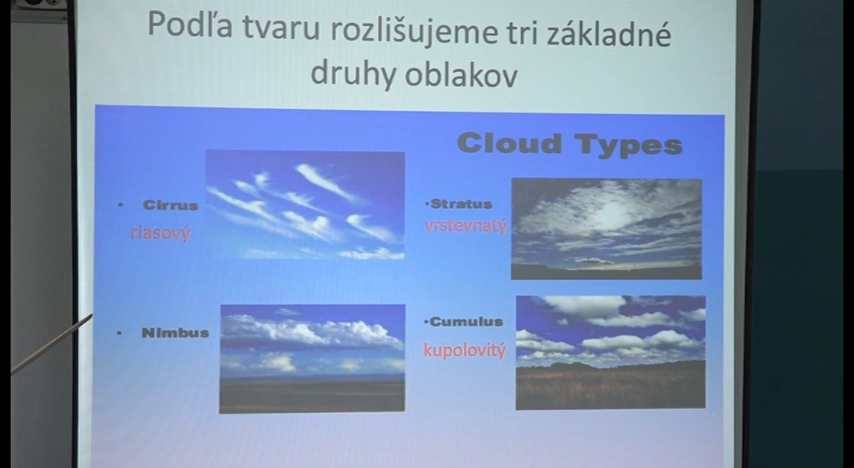 Podľa tvaru rozlišujeme tri základné
druhy oblakov
Cloud Types
• Cirrus
riasový
•Stratus
vrstevnatý
• Nimbus
•Cumulus
kupolovitý